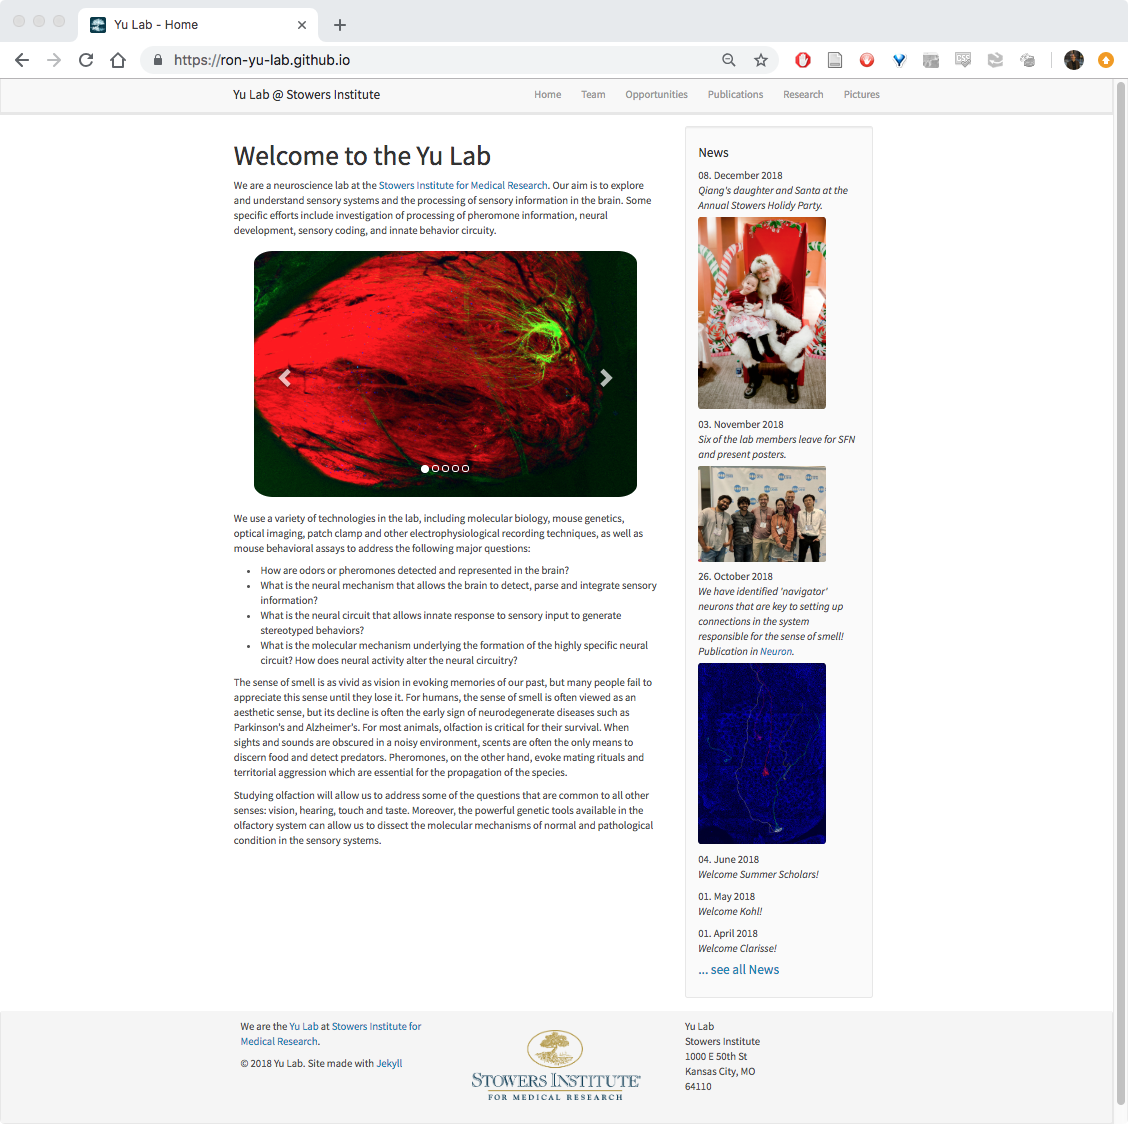 Yu Lab - Home
https://ron-yu-lab.github.io
Yu Lab @ Stowers Institute
Home
Team
Opportunities
Publications
Research
Pictures
Welcome to the Yu Lab
We are a neuroscience lab at the Stowers Institute for Medical Research. Our aim is to explore
and understand sensory systems and the processing of sensory information in the brain. Some
specific efforts include investigation of processing of pheromone information, neural
development, sensory coding, and innate behavior circuity.
We use a variety of technologies in the lab, including molecular biology, mouse genetics,
optical imaging, patch clamp and other electrophysiological recording techniques, as well as
mouse behavioral assays to address the following major questions:
• How are odors or pheromones detected and represented in the brain?
• What is the neural mechanism that allows the brain to detect, parse and integrate sensory
information?
• What is the neural circuit that allows innate response to sensory input to generate
stereotyped behaviors?
• What is the molecular mechanism underlying the formation of the highly specific neural
circuit? How does neural activity alter the neural circuitry?
The sense of smell is as vivid as vision in evoking memories of our past, but many people fail to
appreciate this sense until they lose it. For humans, the sense of smell is often viewed as an
aesthetic sense, but its decline is often the early sign of neurodegenerate diseases such as
Parkinson's and Alzheimer's. For most animals, olfaction is critical for their survival. When
sights and sounds are obscured in a noisy environment, scents are often the only means to
discern food and detect predators. Pheromones, on the other hand, evoke mating rituals and
territorial aggression which are essential for the propagation of the species.
Studying olfaction will allow us to address some of the questions that are common to all other
senses: vision, hearing, touch and taste. Moreover, the powerful genetic tools available in the
olfactory system can allow us to dissect the molecular mechanisms of normal and pathological
condition in the sensory systems.
News
08. December 2018
Qiang's daughter and Santa at the
Annual Stowers Holidy Party.
03. November 2018
Six of the lab members leave for SFN
and present posters.
26. October 2018
We have identified 'navigator'
neurons that are key to setting up
connections in the system
responsible for the sense of smell!
Publication in Neuron.
04. June 2018
Welcome Summer Scholars!
01. May 2018
Welcome Kohl!
01. April 2018
Welcome Clarisse!
... see all News
We are the Yu Lab at Stowers Institute for
Medical Research.
© 2018 Yu Lab. Site made with Jekyll
STOWERS INSTITUTE
FOR MEDICAL RESEARCH
Yu Lab
Stowers Institute
1000 E 50th St
Kansas City, MO
64110